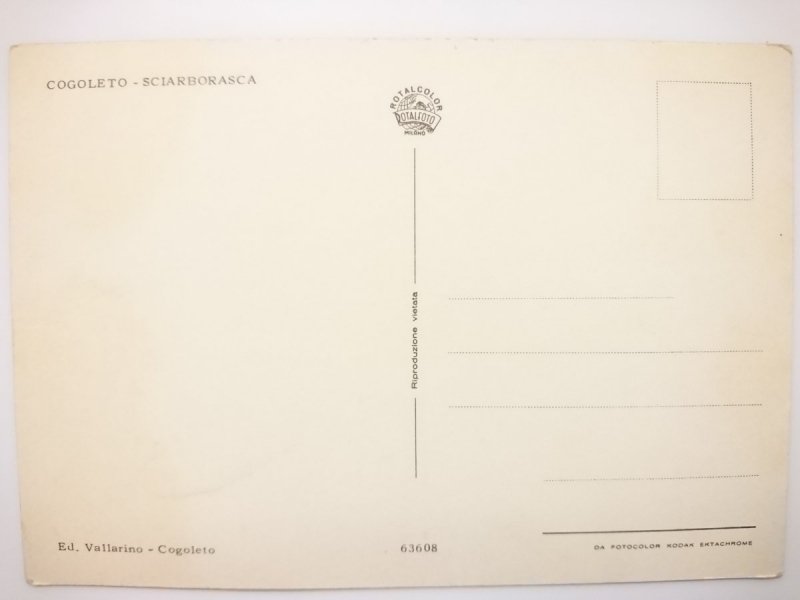 COGOLETO - SCIARBORASCA
ROTALCOLOR
ROTALFOTO
MILANO
Riproduzione vietata
Ed. Vallarino - Cogoleto
63608
DA FOTOCOLOR KODAK EKTACHROME